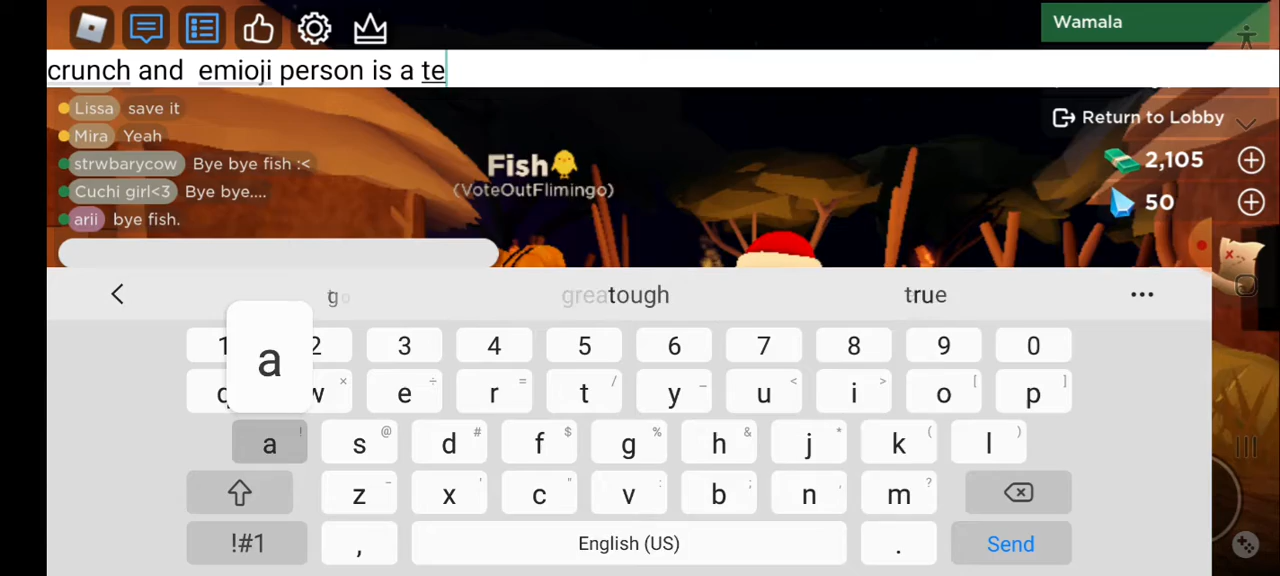 Wamala
crunch and  emioji person is a te
Lissa save it
Mira Yeah
strwbarycow Bye bye fish :<
Cuchi girl<3 Bye bye....
arii bye fish.
Fish🐥
(VoteOutFlimingo)
Return to Lobby
2,105
50
tough true
1 2 3 4 5 6 7 8 9 0
q w × e ÷ r = t / y _ u < i > o [ p ]
a
a ! s @ d # f $ g % h & j * k ( l )
z - x ' c " v : b ; n , m ?
!#1 , English (US) . Send